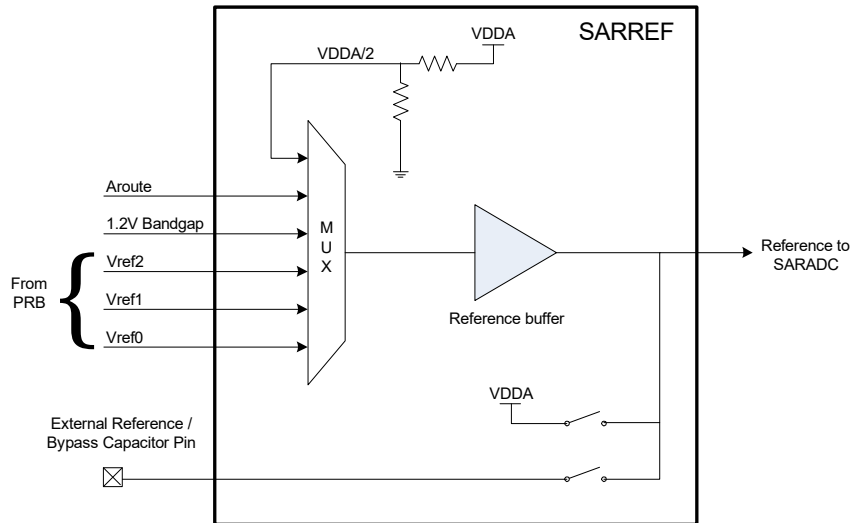 SARREF
VDDA
VDDA/2
Aroute
1.2V Bandgap
Vref2
Vref1
Vref0
From
PRB
M
U
X
Reference buffer
Reference to
SARADC
VDDA
External Reference /
Bypass Capacitor Pin